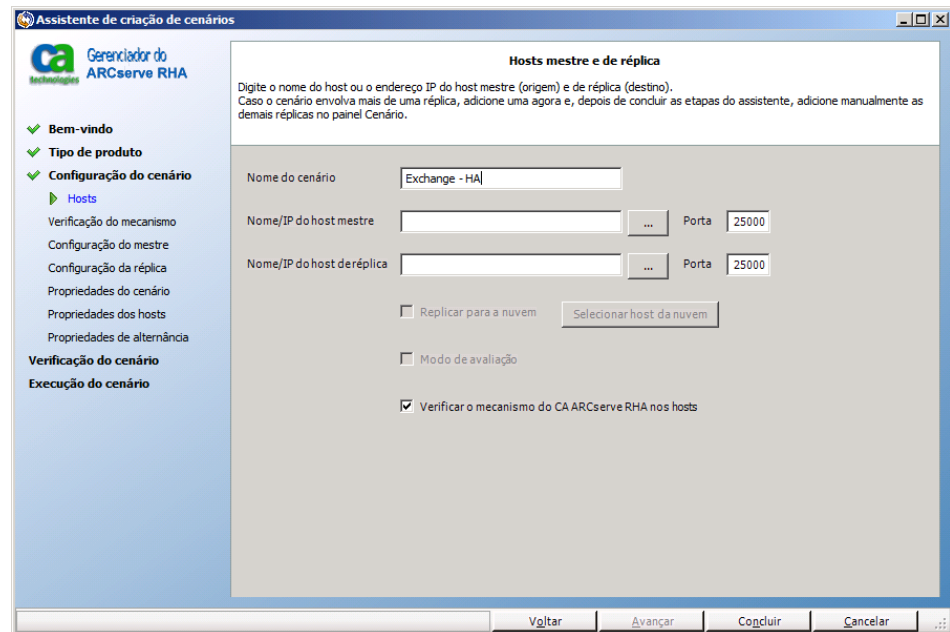 Assistente de criação de cenários
ca
technologies
Gerenciador do
ARCserve RHA
Bem-vindo
Tipo de produto
Configuração do cenário
Hosts
Verificação do mecanismo
Configuração do mestre
Configuração da réplica
Propriedades do cenário
Propriedades dos hosts
Propriedades de alternância
Verificação do cenário
Execução do cenário
Hosts mestre e de réplica
Digite o nome do host ou o endereço IP do host mestre (origem) e de réplica (destino).
Caso o cenário envolva mais de uma réplica, adicione uma agora e, depois de concluir as etapas do assistente, adicione manualmente as
demais réplicas no painel Cenário.
Nome do cenário Exchange - HA
Nome/IP do host mestre ... Porta 25000
Nome/IP do host deréplica ... Porta 25000
Replicar para a nuvem Selecionar host da nuvem
Modo de avaliação
Verificar o mecanismo do CA ARCserve RHA nos hosts
Voltar Avançar Concluir Cancelar